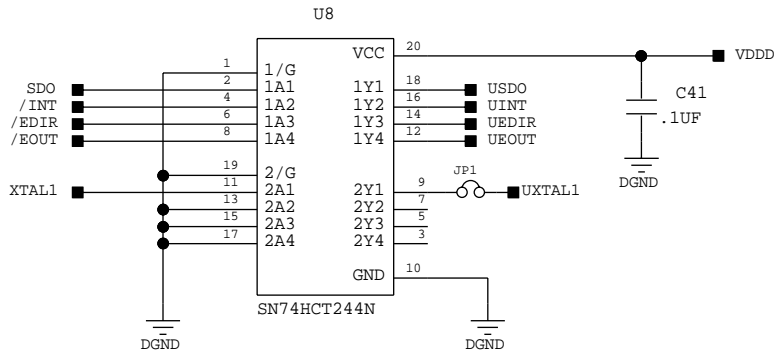 U8
VCC 20 VDDD
1 1/G
SDO 2 1A1 1Y1 18 USDO
/INT 4 1A2 1Y2 16 UINT
/EDIR 6 1A3 1Y3 14 UEDIR
/EOUT 8 1A4 1Y4 12 UEOUT
C41
.1UF
DGND
19 2/G
JP1
XTAL1 11 2A1 2Y1 9 UXTAL1
13 2A2 2Y2 7
15 2A3 2Y3 5
17 2A4 2Y4 3
GND 10
SN74HCT244N
DGND DGND